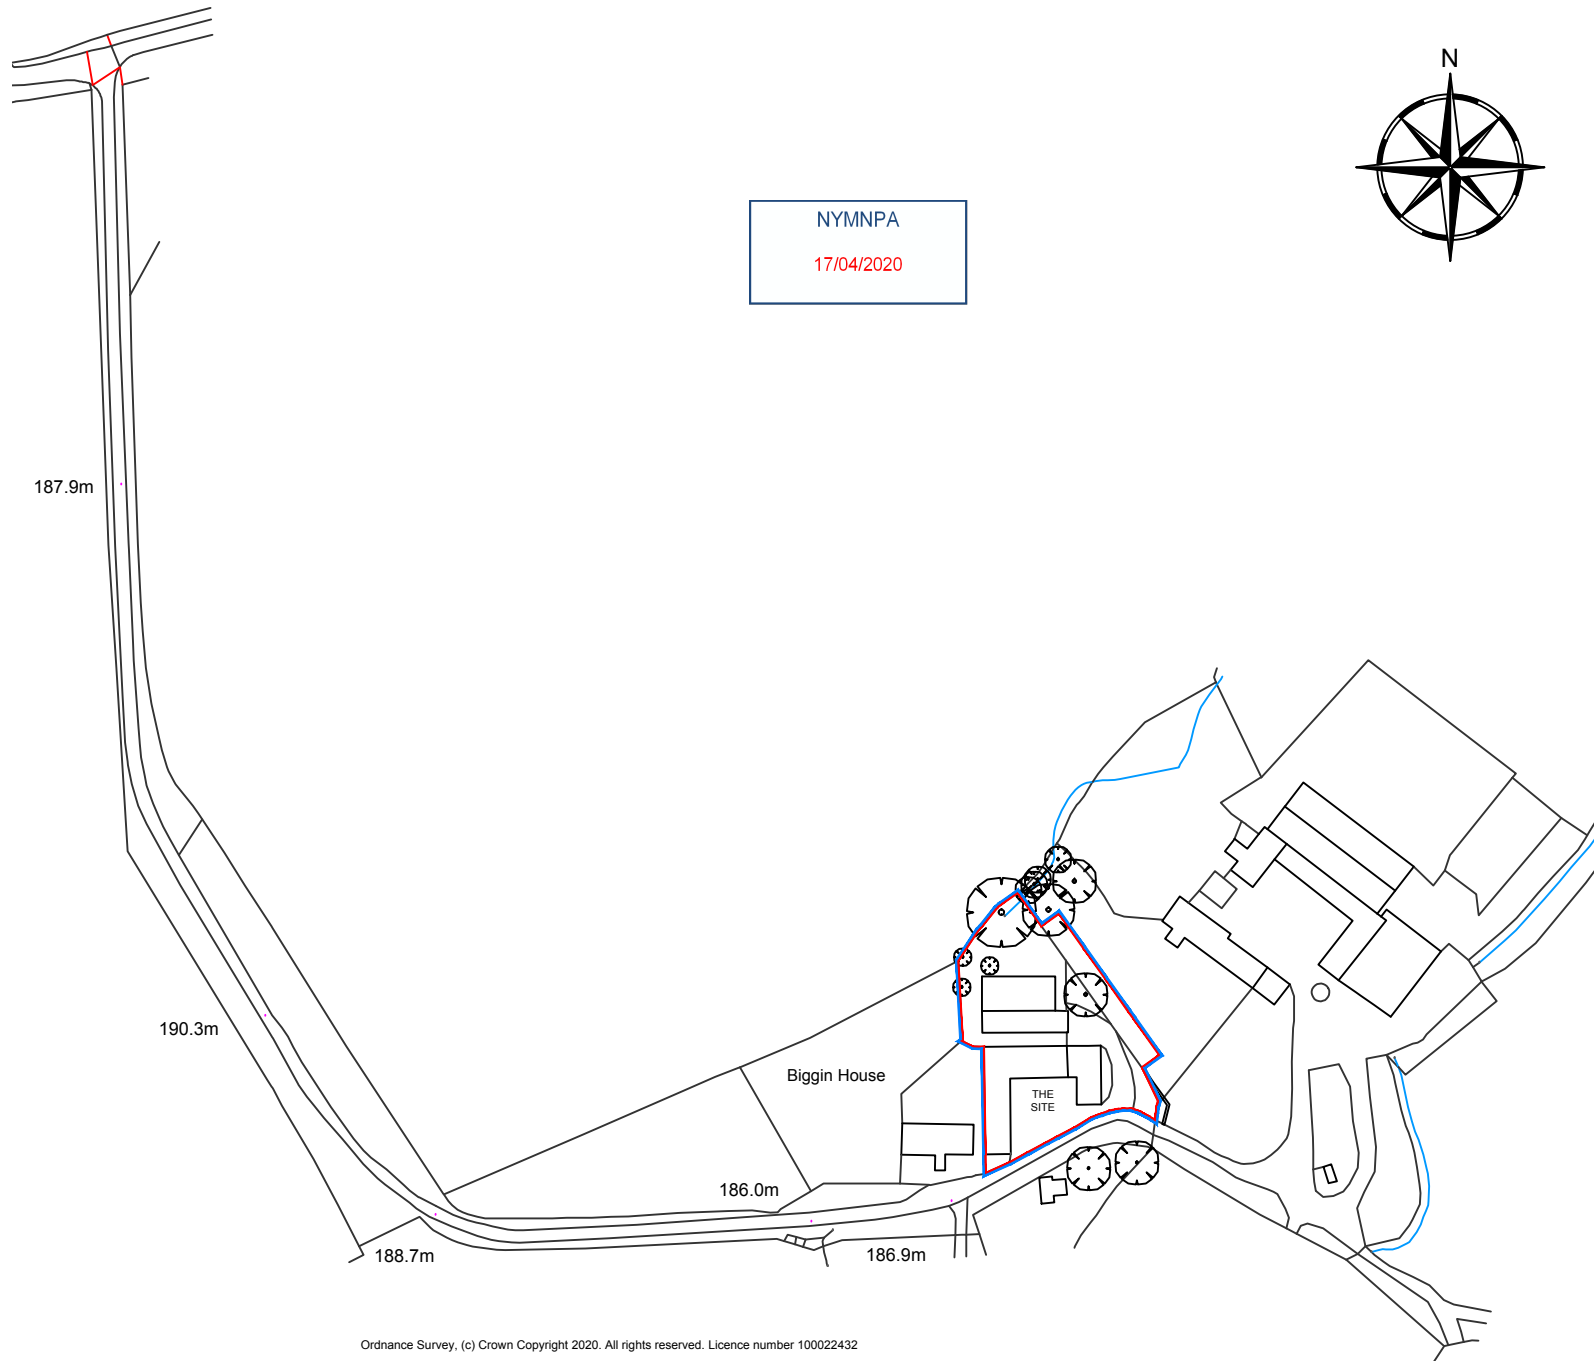 N
NYMNPA
17/04/2020
187.9m
190.3m
Biggin House
THE
SITE
186.0m
188.7m
186.9m
Ordnance Survey, (c) Crown Copyright 2020. All rights reserved. Licence number 100022432